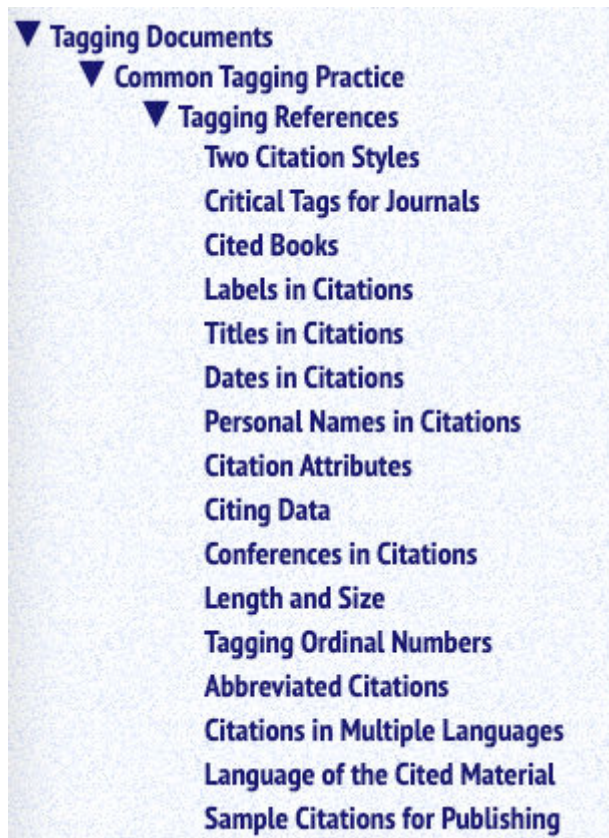 Tagging Documents
Common Tagging Practice
Tagging References
Two Citation Styles
Critical Tags for Journals
Cited Books
Labels in Citations
Titles in Citations
Dates in Citations
Personal Names in Citations
Citation Attributes
Citing Data
Conferences in Citations
Length and Size
Tagging Ordinal Numbers
Abbreviated Citations
Citations in Multiple Languages
Language of the Cited Material
Sample Citations for Publishing